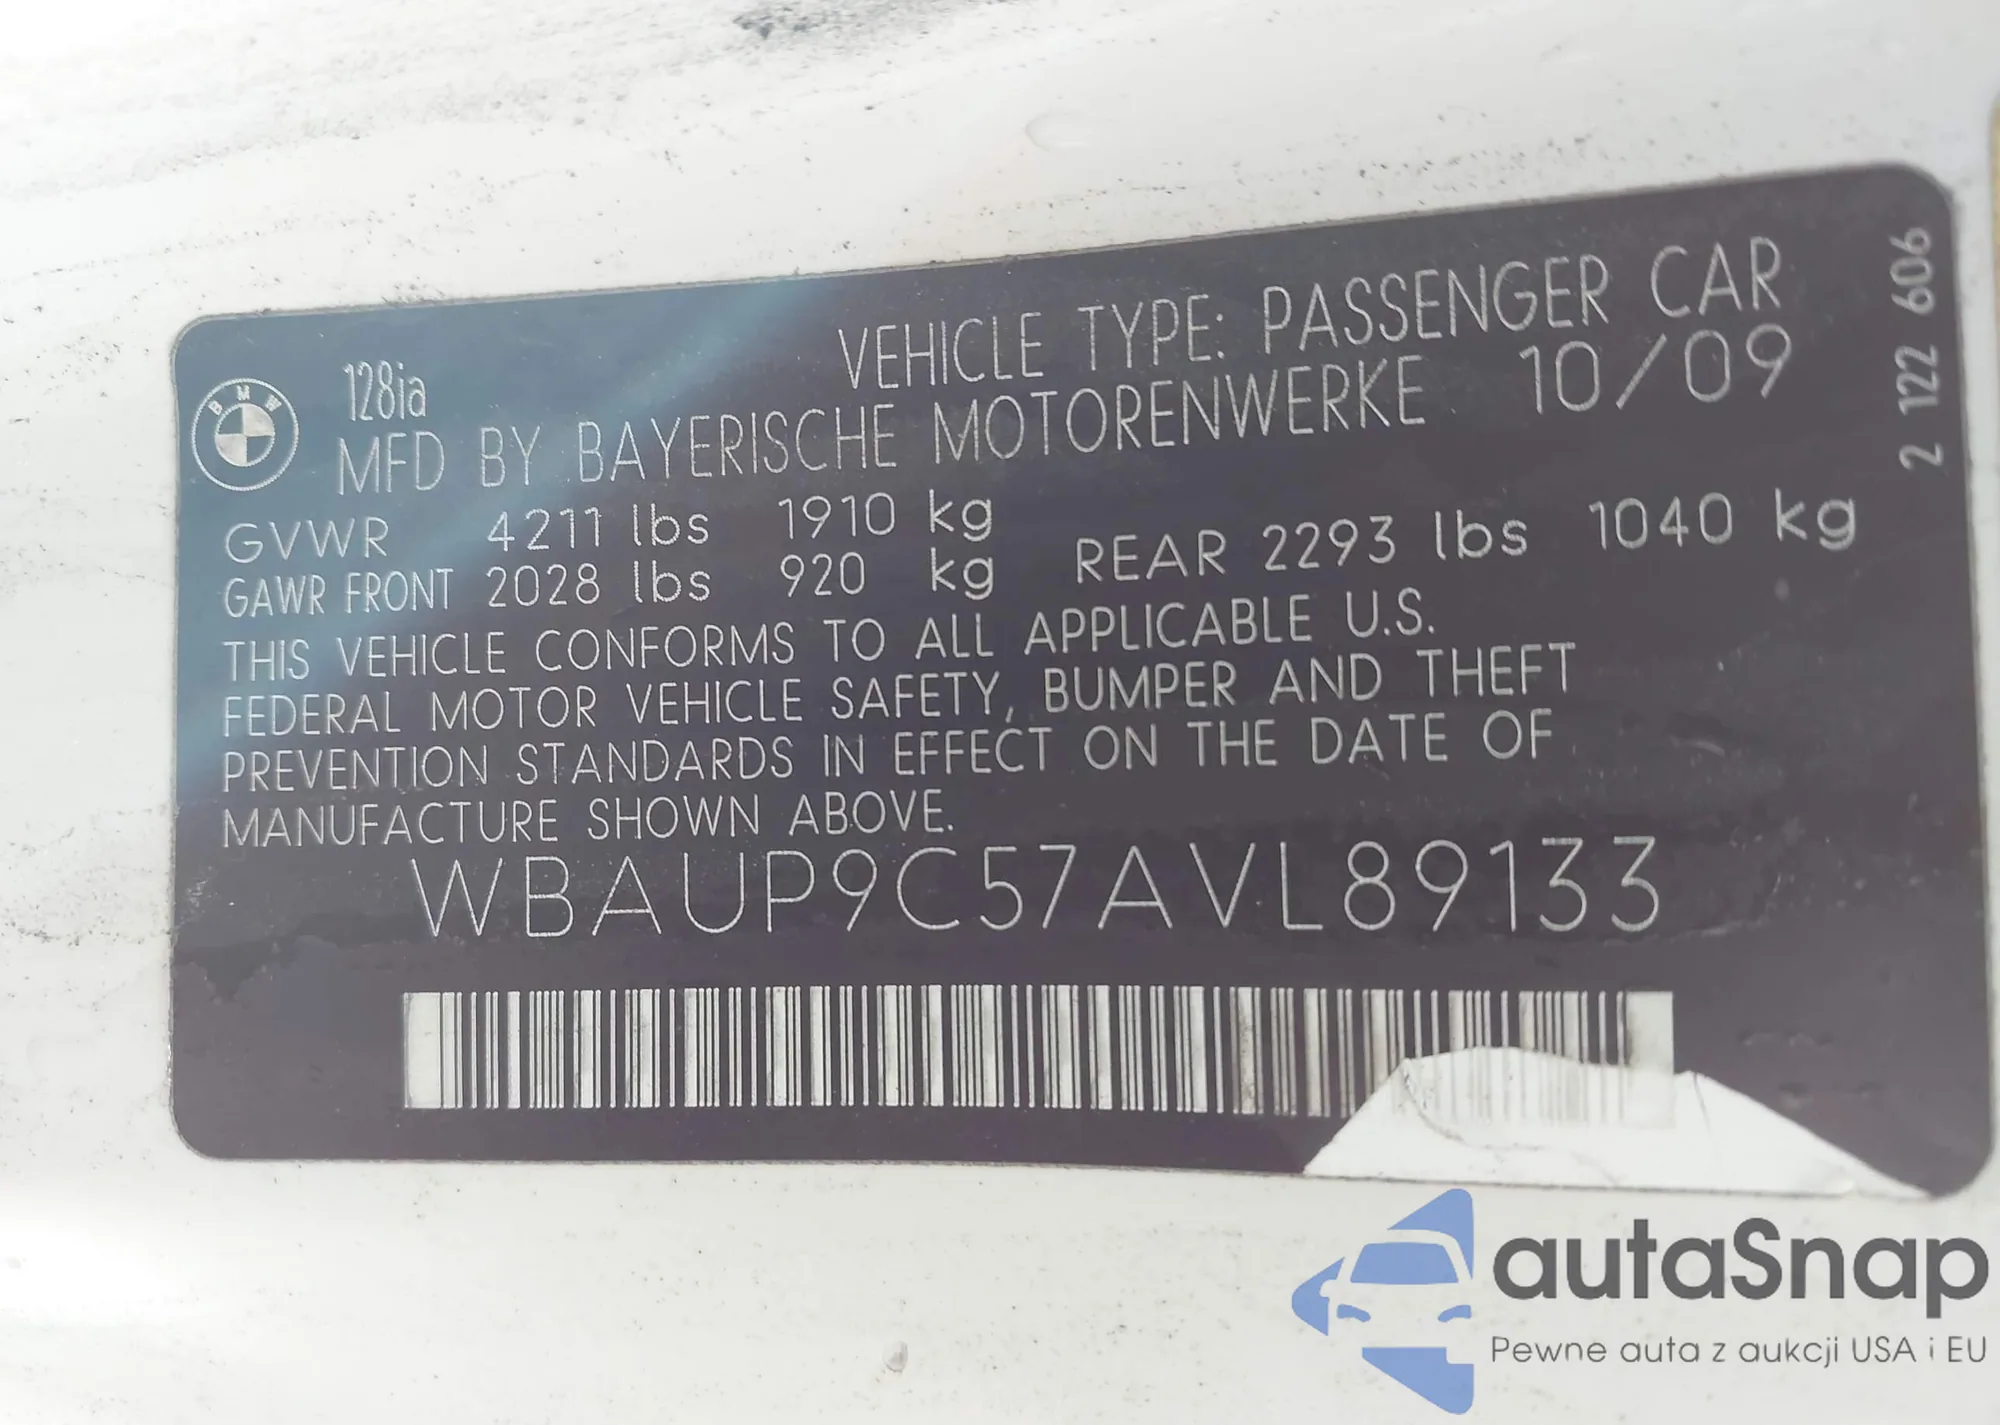 BMW
128ia
VEHICLE TYPE: PASSENGER CAR
MFD BY BAYERISCHE MOTORENWERKE 10/09
GVWR 4211 lbs 1910 kg
GAWR FRONT 2028 lbs 920 kg REAR 2293 lbs 1040 kg
THIS VEHICLE CONFORMS TO ALL APPLICABLE U.S.
FEDERAL MOTOR VEHICLE SAFETY, BUMPER AND THEFT
PREVENTION STANDARDS IN EFFECT ON THE DATE OF
MANUFACTURE SHOWN ABOVE.
WBAUP9C57AVL89133
2 122 606
autaSnap
Pewne auta z aukcji USA i EU